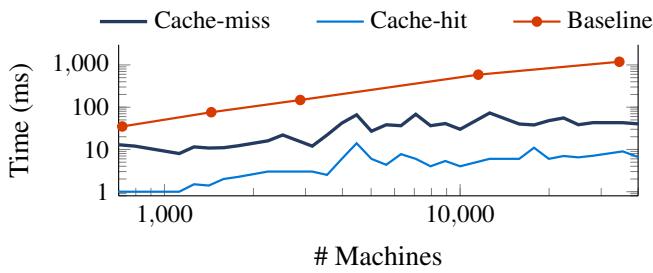 Cache-miss Cache-hit Baseline
Time (ms)
1,000
100
10
1
1,000 10,000
# Machines